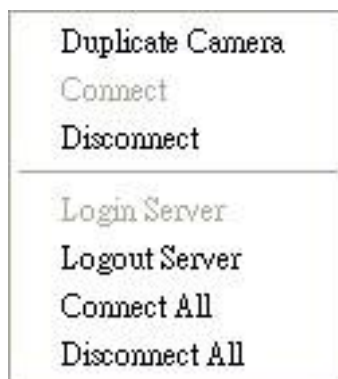 Duplicate Camera
Connect
Disconnect
Login Server
Logout Server
Connect All
Disconnect All